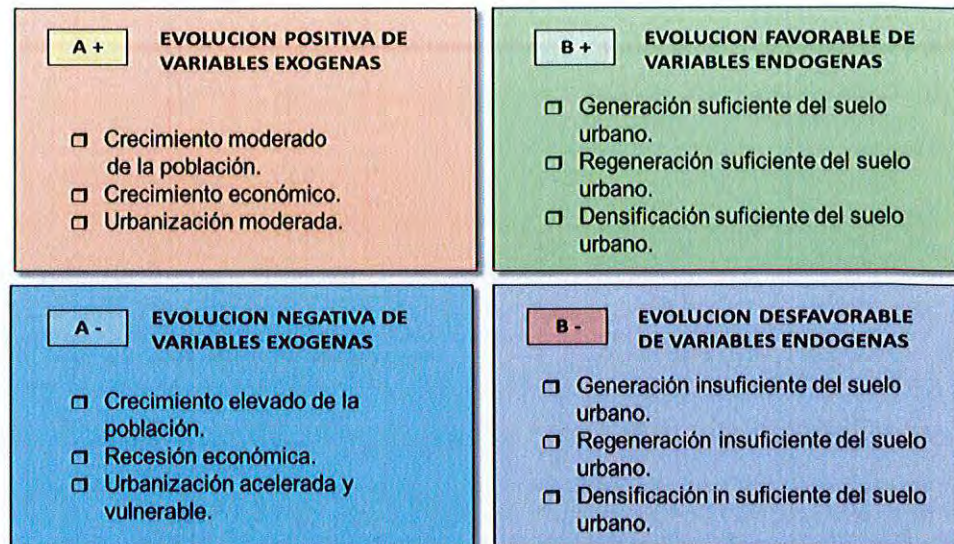 A +
EVOLUCION POSITIVA DE
VARIABLES EXOGENAS
❏ Crecimiento moderado
de la población.
❏ Crecimiento económico.
❏ Urbanización moderada.
B +
EVOLUCION FAVORABLE DE
VARIABLES ENDOGENAS
❏ Generación suficiente del suelo
urbano.
❏ Regeneración suficiente del suelo
urbano.
❏ Densificación suficiente del suelo
urbano.
A -
EVOLUCION NEGATIVA DE
VARIABLES EXOGENAS
❏ Crecimiento elevado de la
población.
❏ Recesión económica.
❏ Urbanización acelerada y
vulnerable.
B -
EVOLUCION DESFAVORABLE
DE VARIABLES ENDOGENAS
❏ Generación insuficiente del suelo
urbano.
❏ Regeneración insuficiente del suelo
urbano.
❏ Densificación in suficiente del suelo
urbano.